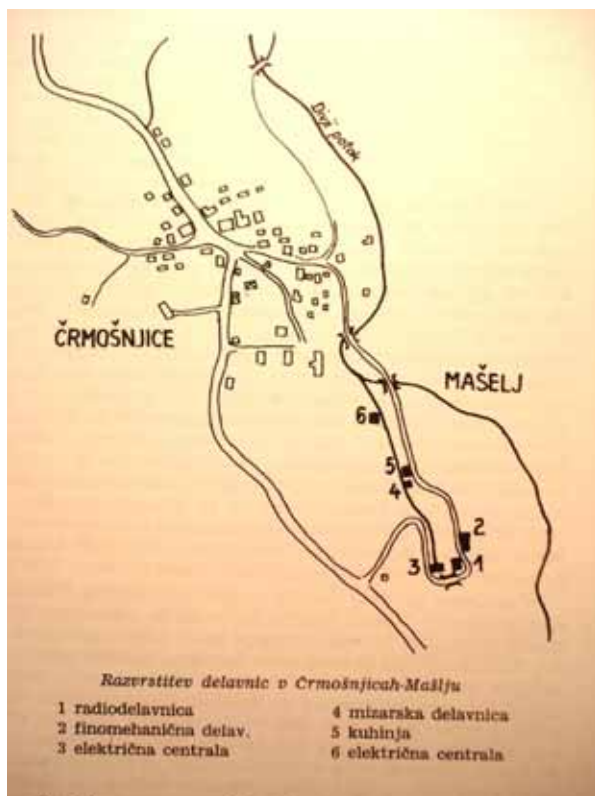 Divji potok
ČRMOŠNJICE
MAŠELJ
6
5
4
2
3
1
Razvrstitev delavnic v Črmošnjicah-Mašlju
1 radiodelavnica
2 finomehanična delav.
3 električna centrala
4 mizarska delavnica
5 kuhinja
6 električna centrala